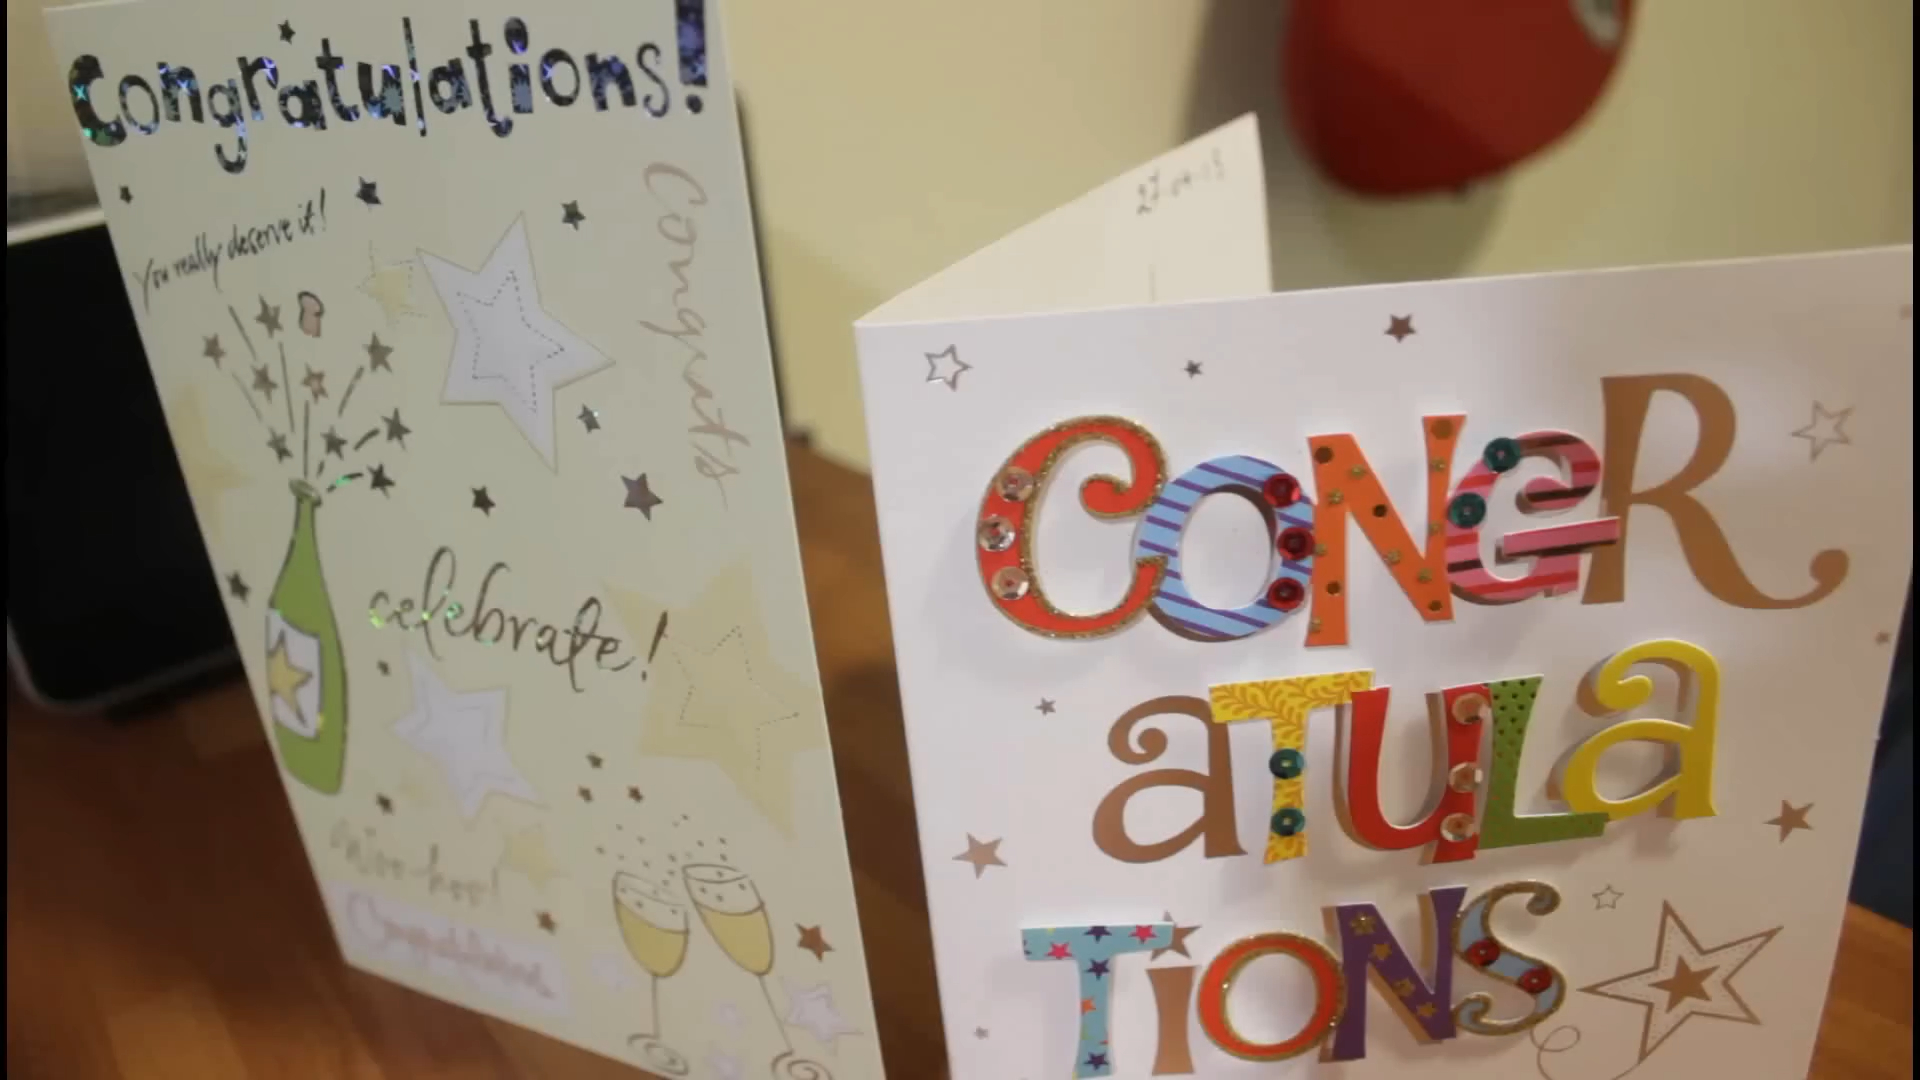 Congratulations!
You really deserve it!
Congrats
celebrate!
CONGR
aTULa
TiONS